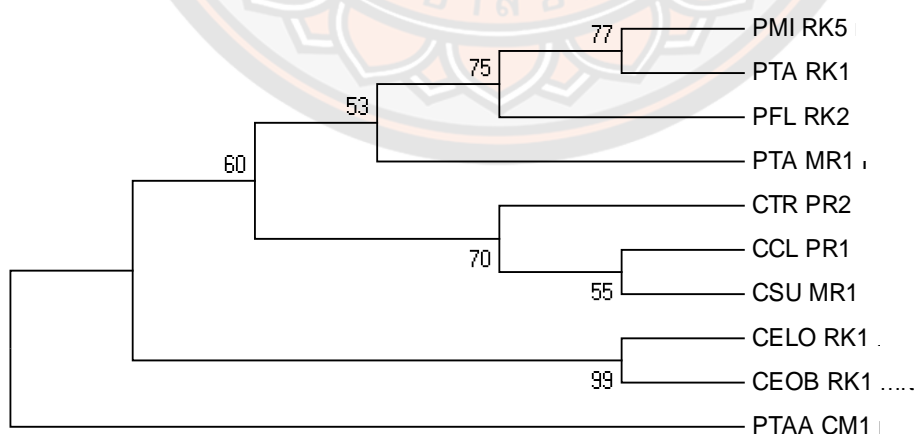 77
PMI RK5
75
PTA RK1
53
PFL RK2
60
PTA MR1
CTR PR2
70
CCL PR1
55
CSU MR1
CELO RK1
99
CEOB RK1
PTAA CM1